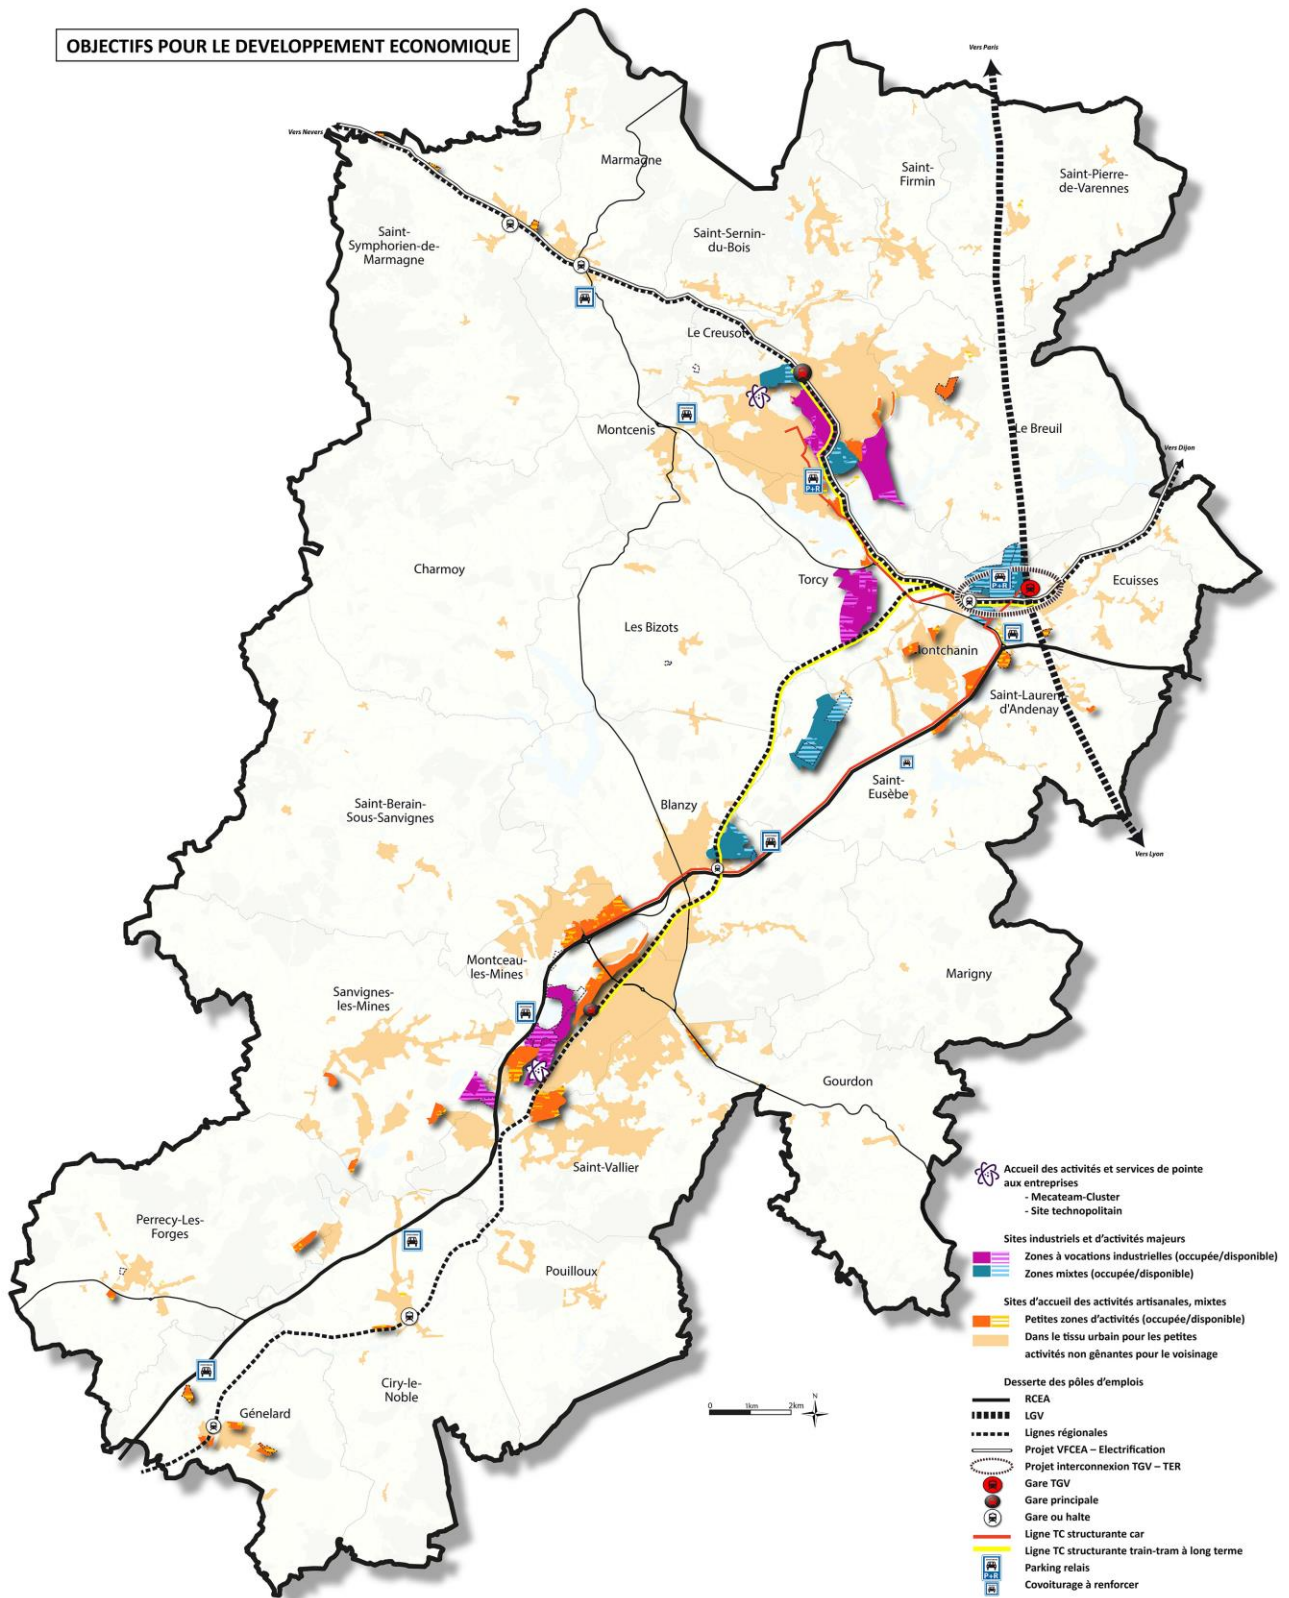 OBJECTIFS POUR LE DEVELOPPEMENT ECONOMIQUE
Vers Paris
Vers Nevers
Marmagne
Saint-
Firmin
Saint-Pierre-
de-Varennes
Saint-
Symphorien-de-
Marmagne
Saint-Sernin-
du-Bois
Le Creusot
Montcenis
Le Breuil
Vers Dijon
P+R
Charmoy
Torcy
P+R
Ecuisses
Les Bizots
Montchanin
Saint-Laurent-
d'Andenay
Saint-
Eusèbe
Saint-Berain-
Sous-Sanvignes
Blanzy
Vers Lyon
Montceau-
les-Mines
Marigny
Sanvignes-
les-Mines
Gourdon
Saint-Vallier
Perrecy-Les-
Forges
Pouilloux
Ciry-le-
Noble
Génelard
0 1km 2km
N
Accueil des activités et services de pointe
aux entreprises
- Mecateam-Cluster
- Site technopolitain
Sites industriels et d'activités majeurs
Zones à vocations industrielles (occupée/disponible)
Zones mixtes (occupée/disponible)
Sites d'accueil des activités artisanales, mixtes
Petites zones d'activités (occupée/disponible)
Dans le tissu urbain pour les petites
activités non gênantes pour le voisinage
Desserte des pôles d'emplois
RCEA
LGV
Lignes régionales
Projet VFCEA – Electrification
Projet interconnexion TGV – TER
Gare TGV
Gare principale
Gare ou halte
Ligne TC structurante car
Ligne TC structurante train-tram à long terme
Parking relais
P+R
Covoiturage à renforcer